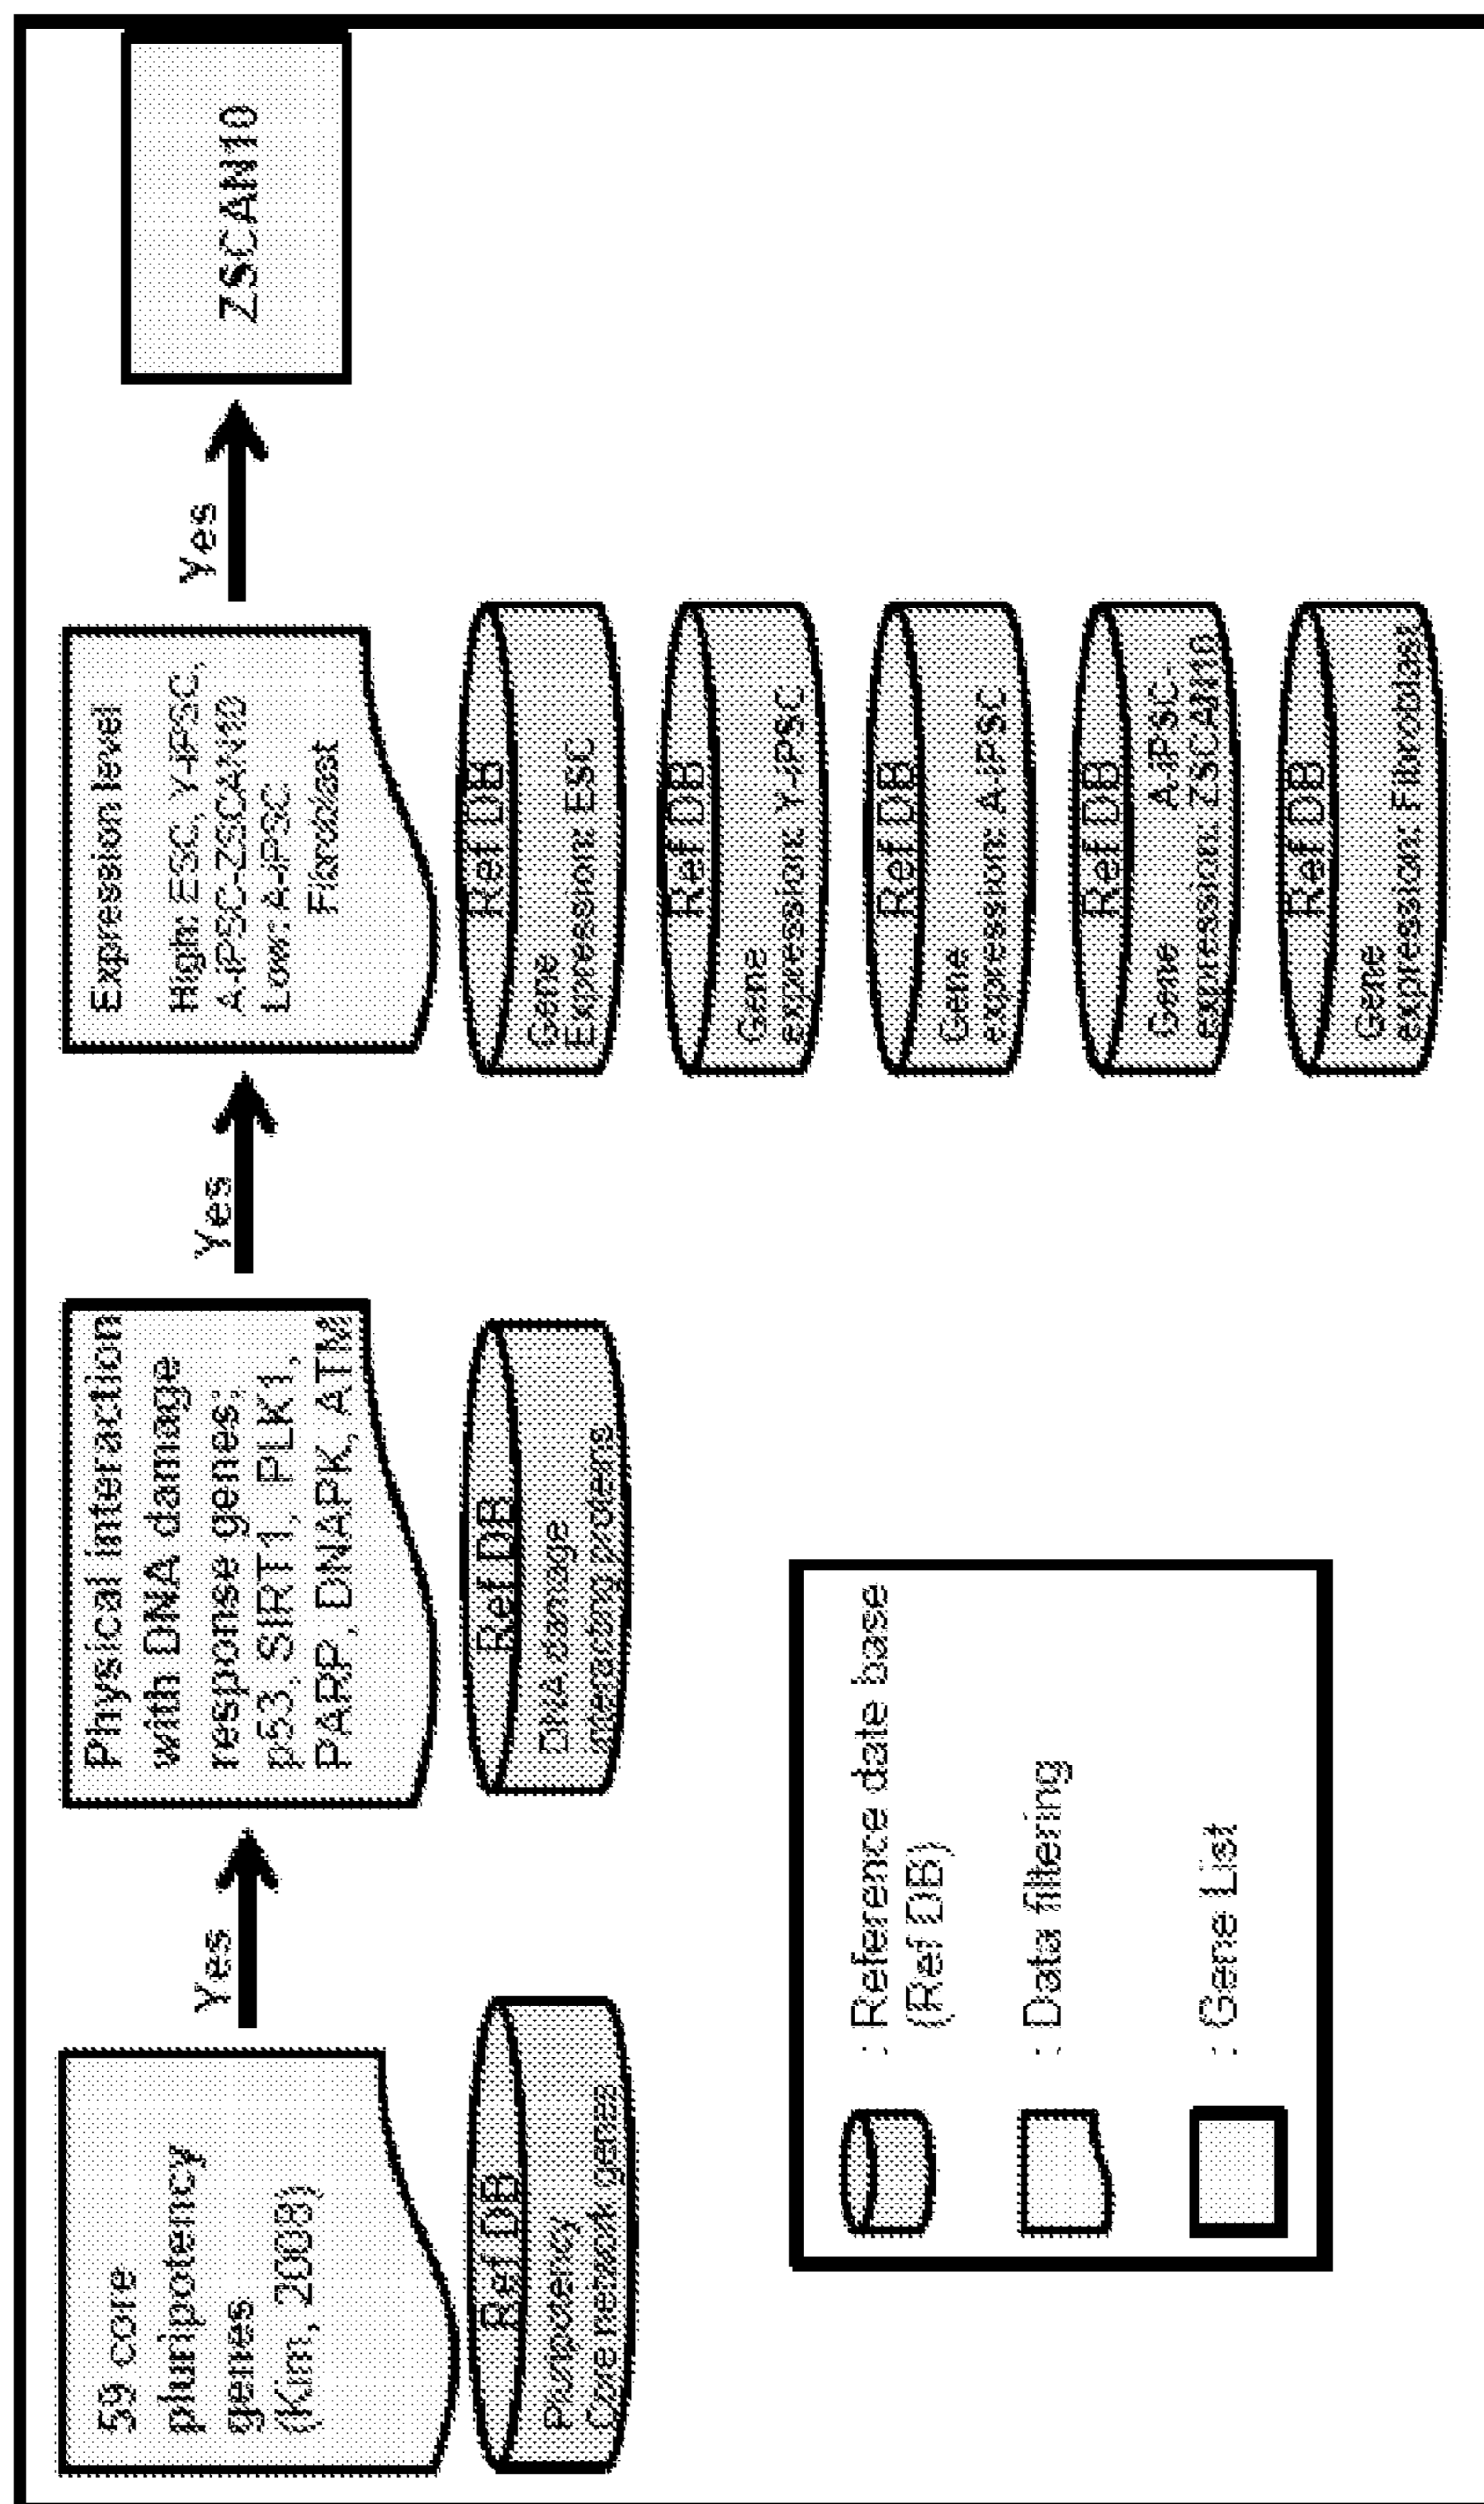 59 core
pluripotency
genes
(Kim, 2008)
Ref DB
Pluripotency
Core network genes
Yes
Physical interaction
with DNA damage
response genes:
p53, SIRT1, PLK1,
PARP, DNAPK, ATM
Ref DB
DNA damage
interacting proteins
Yes
Expression level
High: ESC, Y-iPSC,
A-iPSC-ZSCAN10
Low: A-iPSC
Fibroblast
Ref DB
Gene
Expression: ESC
Ref DB
Gene
expression: Y-iPSC
Ref DB
Gene
expression: A-iPSC
Ref DB
Gene A-iPSC-
expression: ZSCAN10
Ref DB
Gene
expression: Fibroblast
Yes
ZSCAN10
: Reference date base
(Ref DB)
: Data filtering
: Gene List